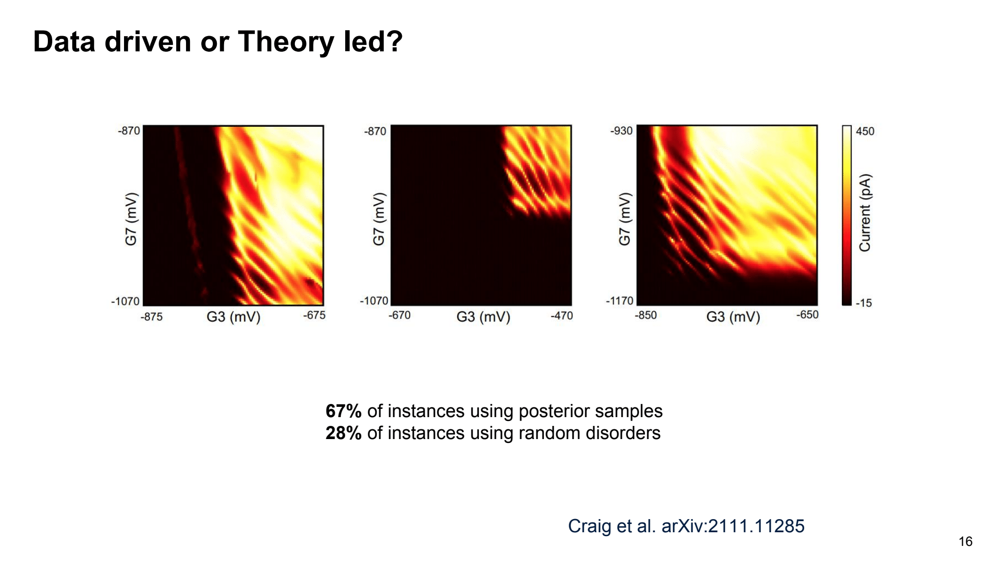 Data driven or Theory led?
-870
G7 (mV)
-1070
-875
G3 (mV)
-675
-870
G7 (mV)
-1070
-670
G3 (mV)
-470
-930
G7 (mV)
-1170
-850
G3 (mV)
-650
450
Current (pA)
-15
67% of instances using posterior samples
28% of instances using random disorders
Craig et al. arXiv:2111.11285
16